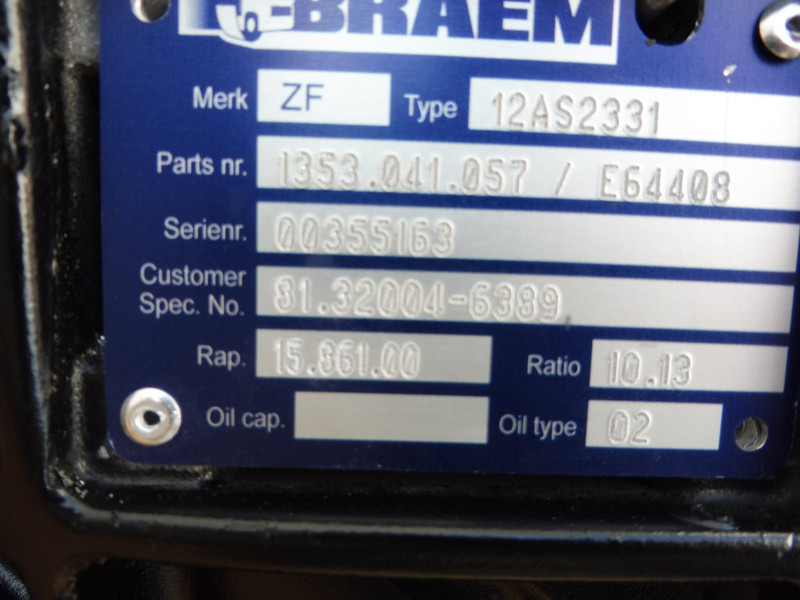 BRAEM
Merk ZF Type 12AS2331
Parts nr. 1353.041.057 / E64408
Serienr. 00355163
Customer
Spec. No. 81.32004-6389
Rap. 15.861.00 Ratio 10.13
Oil cap. Oil type 02